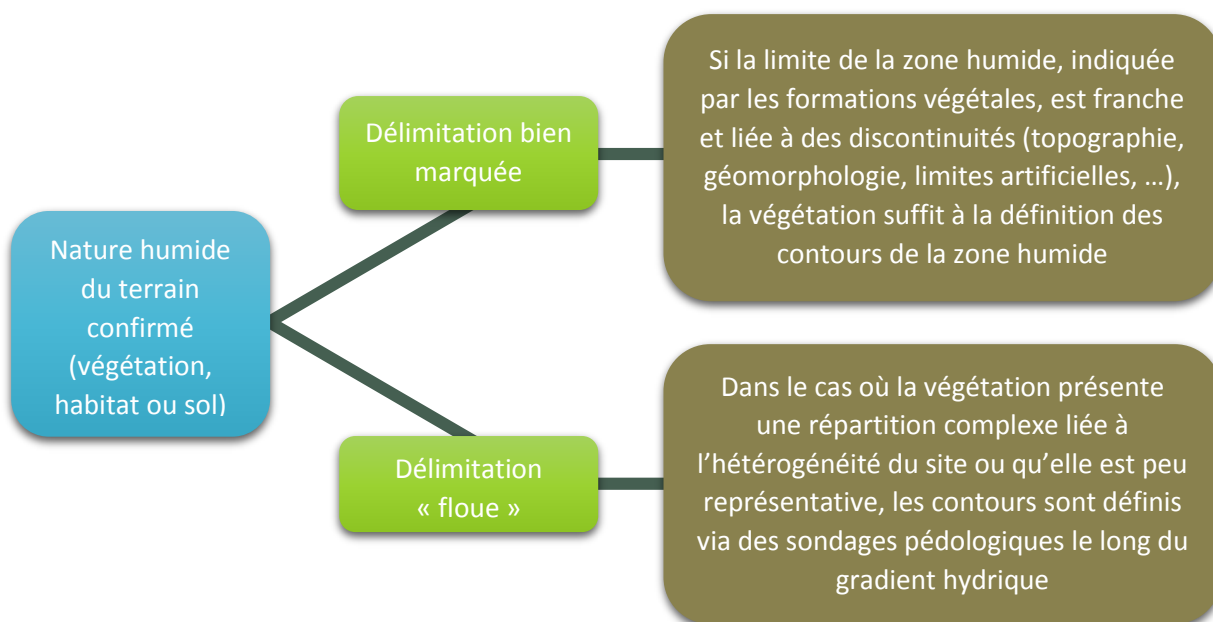 Nature humide
du terrain
confirmé
(végétation,
habitat ou sol)
Délimitation bien
marquée
Si la limite de la zone humide, indiquée
par les formations végétales, est franche
et liée à des discontinuités (topographie,
géomorphologie, limites artificielles, …),
la végétation suffit à la définition des
contours de la zone humide
Délimitation
« floue »
Dans le cas où la végétation présente
une répartition complexe liée à
l’hétérogénéité du site ou qu’elle est peu
représentative, les contours sont définis
via des sondages pédologiques le long du
gradient hydrique